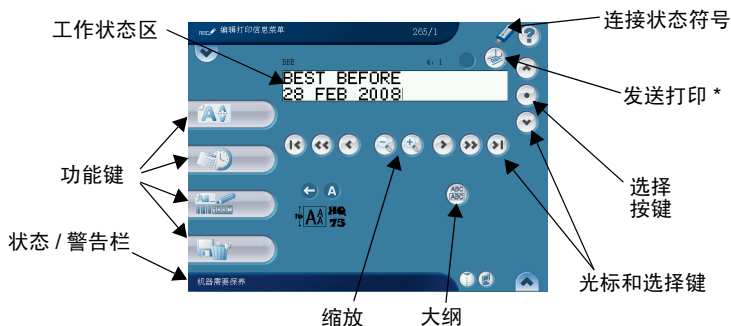 工作状态区
连接状态符号
ABC 编辑打印信息菜单
265/1
?
BBB
€: 1
BEST BEFORE
28 FEB 2008
发送打印 *
功能键
选择
按键
A
ABC
ABC
A
HQ
75
状态 / 警告栏
机器需要保养
光标和选择键
缩放
大纲